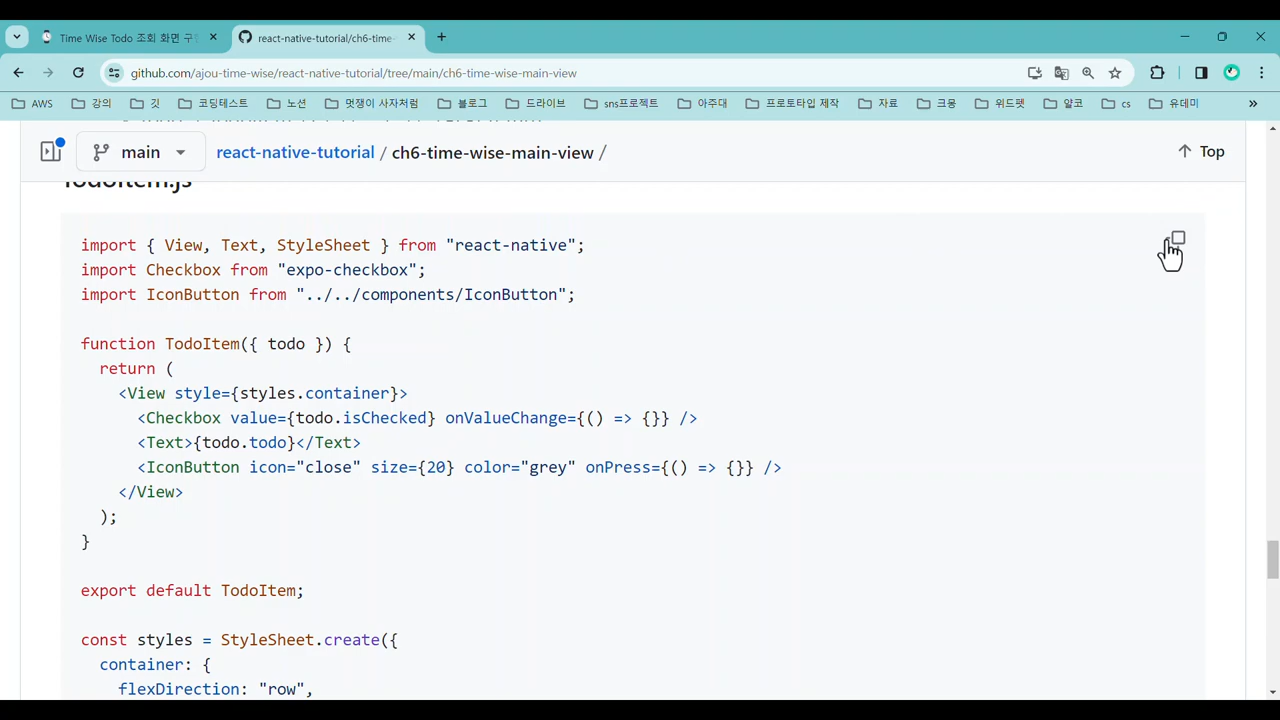 Time Wise Todo 조회 화면 구
react-native-tutorial/ch6-time-
github.com/ajou-time-wise/react-native-tutorial/tree/main/ch6-time-wise-main-view
AWS 강의 깃 코딩테스트 노션 멋쟁이 사자처럼 블로그 드라이브 sns프로젝트 아주대 프로토타입 제작 자료 크몽 위드펫 얄코 cs 유데미 »
main react-native-tutorial / ch6-time-wise-main-view / Top
TodoItem.js
import { View, Text, StyleSheet } from "react-native";
import Checkbox from "expo-checkbox";
import IconButton from "../../components/IconButton";
function TodoItem({ todo }) {
return (
<View style={styles.container}>
<Checkbox value={todo.isChecked} onValueChange={() => {}} />
<Text>{todo.todo}</Text>
<IconButton icon="close" size={20} color="grey" onPress={() => {}} />
</View>
);
}
export default TodoItem;
const styles = StyleSheet.create({
container: {
flexDirection: "row",